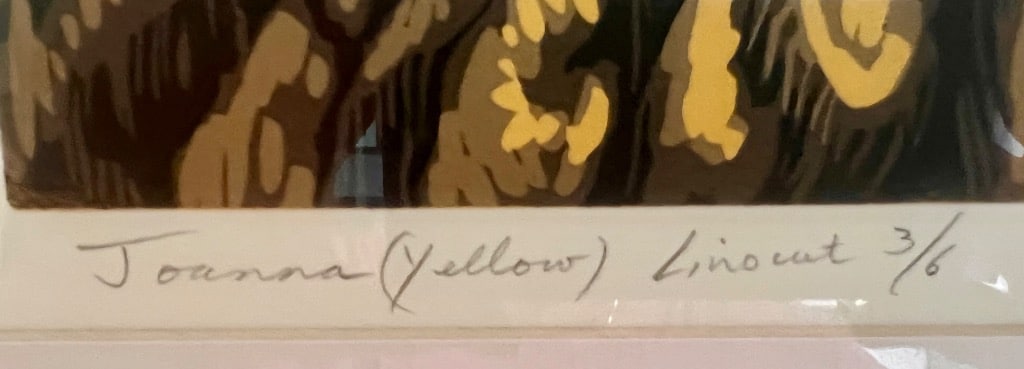 Joanna (Yellow) Linocut 3/6